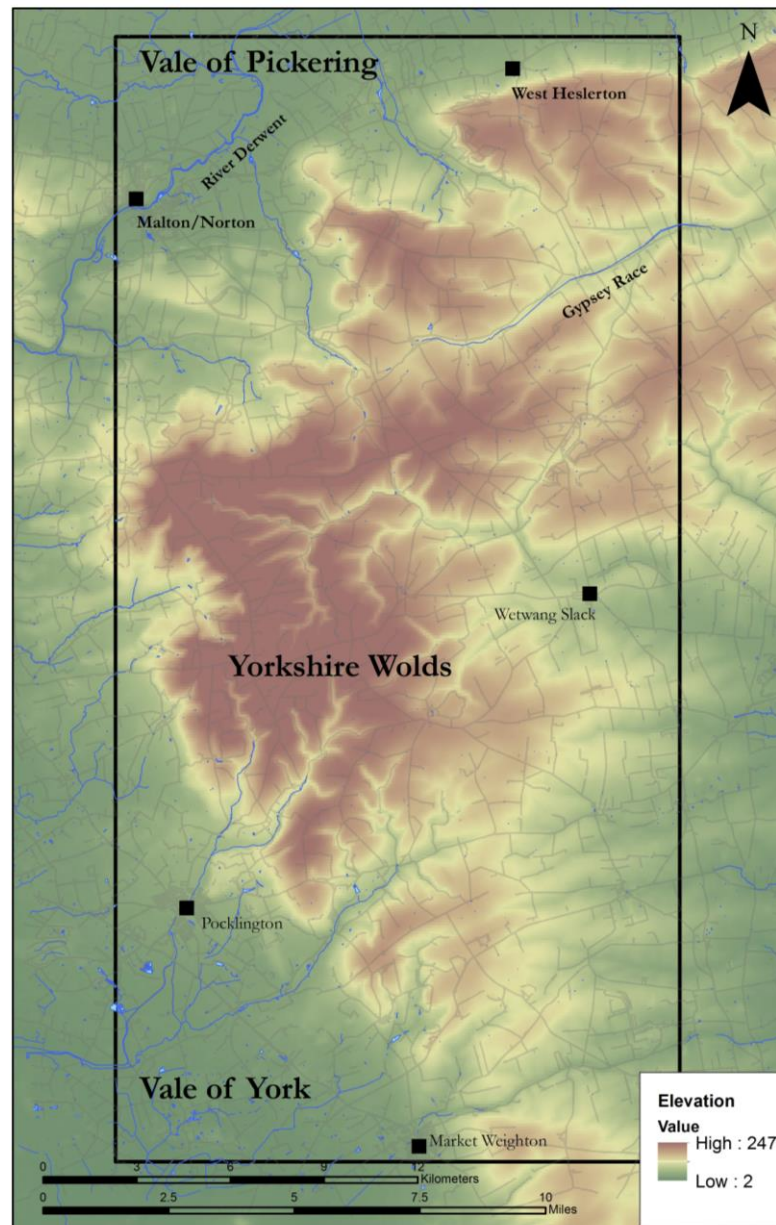 Vale of Pickering
N
West Heslerton
River Derwent
Malton/Norton
Gypsey Race
Wetwang Slack
Yorkshire Wolds
Pocklington
Vale of York
Market Weighton
Elevation
Value
High : 247
Low : 2
0 3 6 9 12
Kilometers
0 2.5 5 7.5 10
Miles